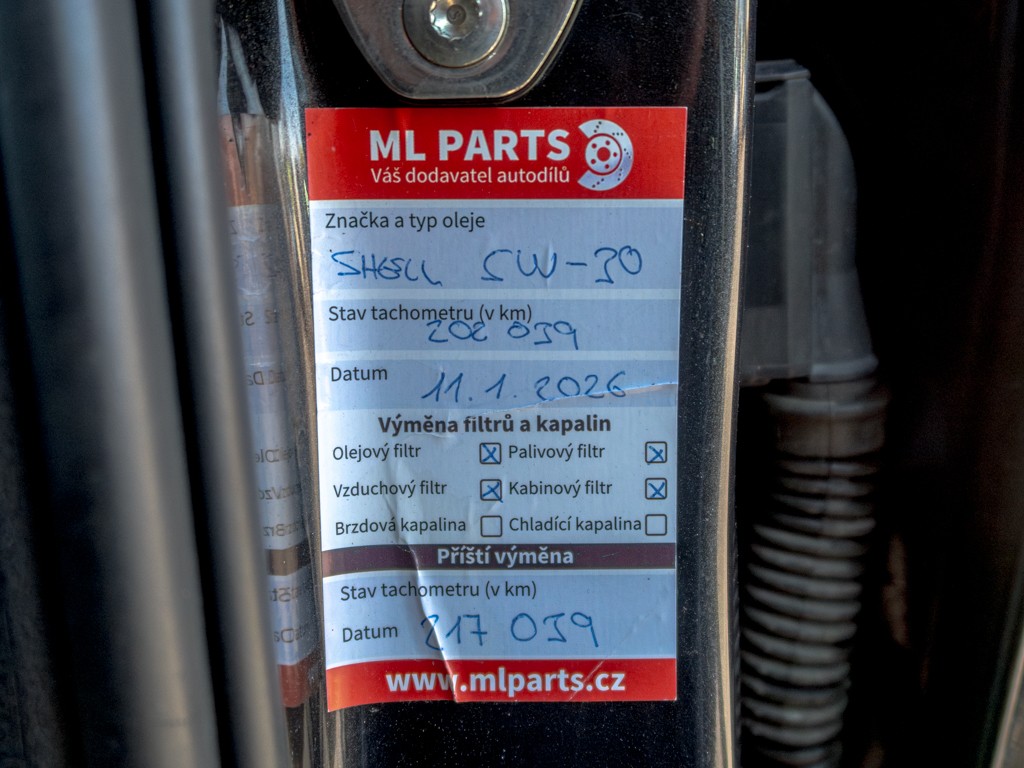 ML PARTS
Váš dodavatel autodílů
Značka a typ oleje
SHELL 5W-30
Stav tachometru (v km)
202 039
Datum
11.1.2026
Výměna filtrů a kapalin
Olejový filtr ☒ Palivový filtr ☒
Vzduchový filtr ☒ Kabinový filtr ☒
Brzdová kapalina ☐ Chladící kapalina ☐
Příští výměna
Stav tachometru (v km)
Datum 217 039
www.mlparts.cz